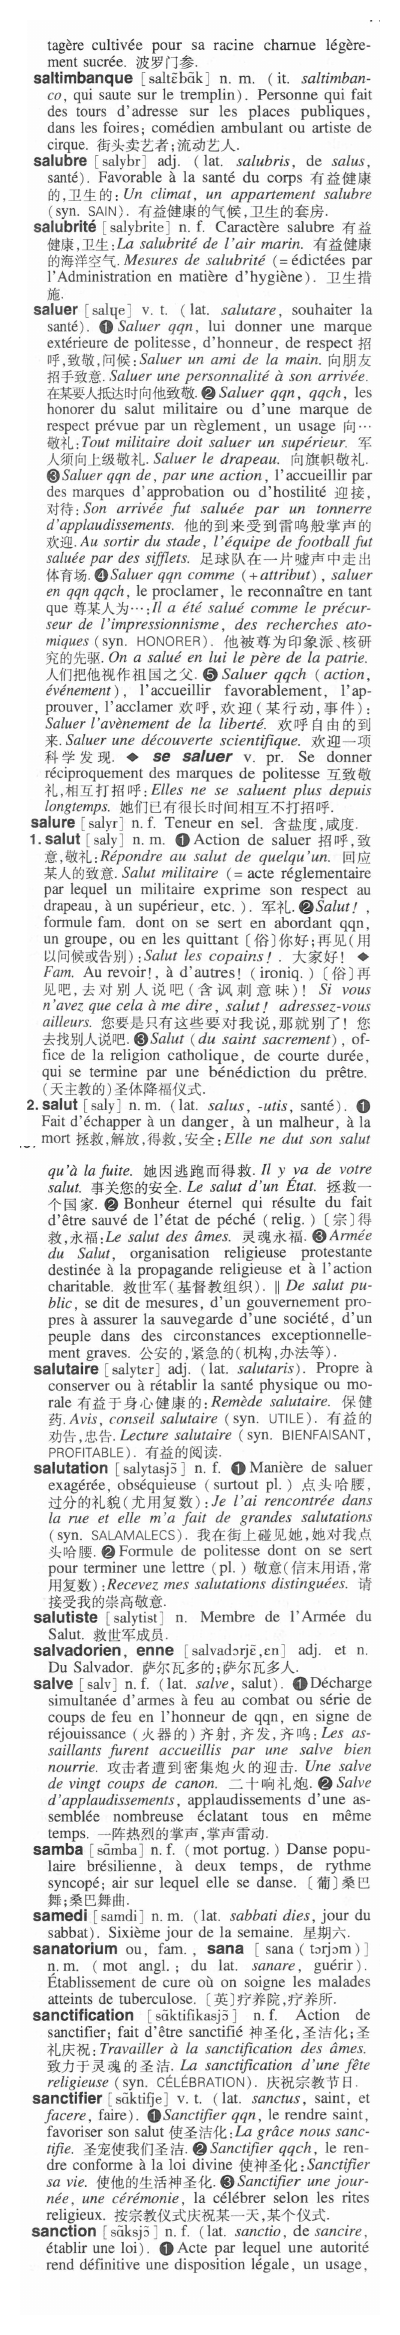 tagère cultivée pour sa racine charnue légère-
ment sucrée. 波罗门参.
saltimbanque [saltɛ̃bɑ̃k] n. m. (it. saltimban-
co, qui saute sur le tremplin). Personne qui fait
des tours d'adresse sur les places publiques,
dans les foires; comédien ambulant ou artiste de
cirque. 街头卖艺者;流动艺人.
salubre [salybr] adj. (lat. salubris, de salus,
santé). Favorable à la santé du corps 有益健康
的,卫生的: Un climat, un appartement salubre
(syn. SAIN). 有益健康的气候,卫生的套房.
salubrité [salybrite] n. f. Caractère salubre 有益
健康,卫生:La salubrité de l'air marin. 有益健康
的海洋空气. Mesures de salubrité (= édictées par
l'Administration en matière d'hygiène). 卫生措
施.
saluer [salɥe] v. t. (lat. salutare, souhaiter la
santé). ❶ Saluer qqn, lui donner une marque
extérieure de politesse, d'honneur, de respect 招
呼,致敬,问候:Saluer un ami de la main. 向朋友
招手致意. Saluer une personnalité à son arrivée.
在某要人抵达时向他致敬. ❷ Saluer qqn, qqch, les
honorer du salut militaire ou d'une marque de
respect prévue par un règlement, un usage 向…
敬礼:Tout militaire doit saluer un supérieur. 军
人须向上级敬礼. Saluer le drapeau. 向旗帜敬礼.
❸ Saluer qqn de, par une action, l'accueillir par
des marques d'approbation ou d'hostilité 迎接,
对待: Son arrivée fut saluée par un tonnerre
d'applaudissements. 他的到来受到雷鸣般掌声的
欢迎. Au sortir du stade, l'équipe de football fut
saluée par des sifflets. 足球队在一片嘘声中走出
体育场. ❹ Saluer qqn comme (+ attribut), saluer
en qqn qqch, le proclamer, le reconnaître en tant
que 尊某人为…:Il a été salué comme le précur-
seur de l'impressionnisme, des recherches ato-
miques (syn. HONORER). 他被尊为印象派、核研
究的先驱. On a salué en lui le père de la patrie.
人们把他视作祖国之父. ❺ Saluer qqch (action,
événement), l'accueillir favorablement, l'ap-
prouver, l'acclamer 欢呼,欢迎(某行动,事件):
Saluer l'avènement de la liberté. 欢呼自由的到
来. Saluer une découverte scientifique. 欢迎一项
科学发现. ◆ se saluer v. pr. Se donner
réciproquement des marques de politesse 互致敬
礼,相互打招呼:Elles ne se saluent plus depuis
longtemps. 她们已有很长时间相互不打招呼.
salure [salyr] n. f. Teneur en sel. 含盐度,咸度.
1. salut [saly] n. m. ❶ Action de saluer 招呼,致
意,敬礼:Répondre au salut de quelqu'un. 回应
某人的致意. Salut militaire (= acte réglementaire
par lequel un militaire exprime son respect au
drapeau, à un supérieur, etc.). 军礼. ❷ Salut!,
formule fam. dont on se sert en abordant qqn,
un groupe, ou en les quittant [俗]你好;再见(用
以问候或告别):Salut les copains!. 大家好! ◆
Fam. Au revoir!, à d'autres! (ironiq.) [俗]再
见吧,去对别人说吧(含讽刺意味)! Si vous
n'avez que cela à me dire, salut! adressez-vous
ailleurs. 您要是只有这些要对我说,那就别了! 您
去找别人说吧. ❸ Salut (du saint sacrement), of-
fice de la religion catholique, de courte durée,
qui se termine par une bénédiction du prêtre.
(天主教的)圣体降福仪式.
2. salut [saly] n. m. (lat. salus, -utis, santé). ❶
Fait d'échapper à un danger, à un malheur, à la
mort 拯救,解放,得救,安全:Elle ne dut son salut
qu'à la fuite. 她因逃跑而得救. Il y va de votre
salut. 事关您的安全. Le salut d'un État. 拯救一
个国家. ❷ Bonheur éternel qui résulte du fait
d'être sauvé de l'état de péché (relig.) [宗]得
救,永福:Le salut des âmes. 灵魂永福. ❸ Armée
du Salut, organisation religieuse protestante
destinée à la propagande religieuse et à l'action
charitable. 救世军(基督教组织). ‖ De salut pu-
blic, se dit de mesures, d'un gouvernement pro-
pres à assurer la sauvegarde d'une société, d'un
peuple dans des circonstances exceptionnelle-
ment graves. 公安的,紧急的(机构,办法等).
salutaire [salytɛr] adj. (lat. salutaris). Propre à
conserver ou à rétablir la santé physique ou mo-
rale 有益于身心健康的:Remède salutaire. 保健
药. Avis, conseil salutaire (syn. UTILE). 有益的
劝告,忠告. Lecture salutaire (syn. BIENFAISANT,
PROFITABLE). 有益的阅读.
salutation [salytasjɔ̃] n. f. ❶ Manière de saluer
exagérée, obséquieuse (surtout pl.) 点头哈腰,
过分的礼貌(尤用复数):Je l'ai rencontrée dans
la rue et elle m'a fait de grandes salutations
(syn. SALAMALECS). 我在街上碰见她,她对我点
头哈腰. ❷ Formule de politesse dont on se sert
pour terminer une lettre (pl.) 敬意(信末用语,常
用复数):Recevez mes salutations distinguées. 请
接受我的崇高敬意.
salutiste [salytist] n. Membre de l'Armée du
Salut. 救世军成员.
salvadorien, enne [salvadɔrjɛ̃,ɛn] adj. et n.
Du Salvador. 萨尔瓦多的;萨尔瓦多人.
salve [salv] n. f. (lat. salve, salut). ❶ Décharge
simultanée d'armes à feu au combat ou série de
coups de feu en l'honneur de qqn, en signe de
réjouissance (火器的)齐射,齐发,齐鸣: Les as-
saillants furent accueillis par une salve bien
nourrie. 攻击者遭到密集炮火的迎击. Une salve
de vingt coups de canon. 二十响礼炮. ❷ Salve
d'applaudissements, applaudissements d'une as-
semblée nombreuse éclatant tous en même
temps. 一阵热烈的掌声,掌声雷动.
samba [sɑ̃mba] n. f. (mot portug.) Danse popu-
laire brésilienne, à deux temps, de rythme
syncopé; air sur lequel elle se danse. [葡]桑巴
舞;桑巴舞曲.
samedi [samdi] n. m. (lat. sabbati dies, jour du
sabbat). Sixième jour de la semaine. 星期六.
sanatorium ou, fam., sana [sana(tɔrjɔm)]
n. m. (mot angl.; du lat. sanare, guérir).
Établissement de cure où on soigne les malades
atteints de tuberculose. [英]疗养院,疗养所.
sanctification [sɑ̃ktifikasjɔ̃] n. f. Action de
sanctifier; fait d'être sanctifié 神圣化,圣洁化;圣
礼庆祝: Travailler à la sanctification des âmes.
致力于灵魂的圣洁. La sanctification d'une fête
religieuse (syn. CÉLÉBRATION). 庆祝宗教节日.
sanctifier [sɑ̃ktifje] v. t. (lat. sanctus, saint, et
facere, faire). ❶ Sanctifier qqn, le rendre saint,
favoriser son salut 使圣洁化:La grâce nous sanc-
tifie. 圣宠使我们圣洁. ❷ Sanctifier qqch, le ren-
dre conforme à la loi divine 使神圣化:Sanctifier
sa vie. 使他的生活神圣化. ❸ Sanctifier une jour-
née, une cérémonie, la célébrer selon les rites
religieux. 按宗教仪式庆祝某一天,某个仪式.
sanction [sɑ̃ksjɔ̃] n. f. (lat. sanctio, de sancire,
établir une loi). ❶ Acte par lequel une autorité
rend définitive une disposition légale, un usage,